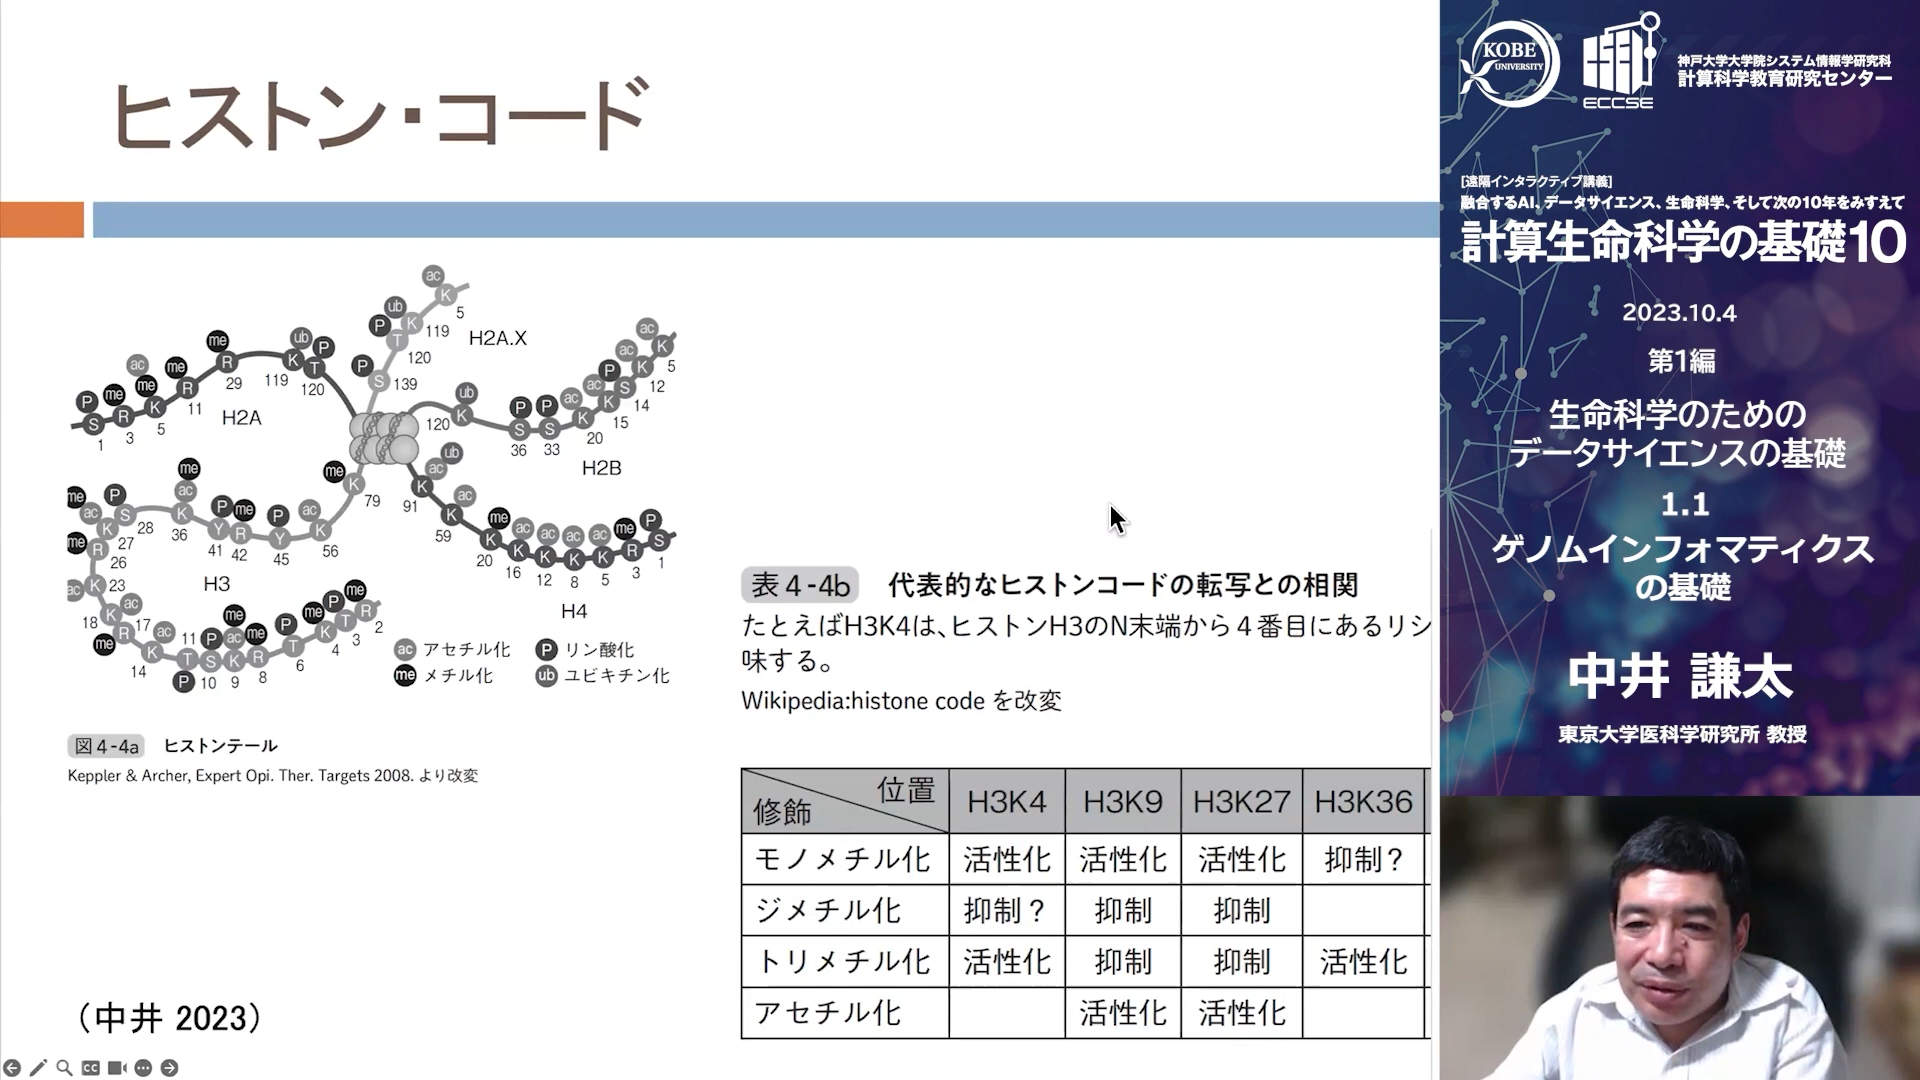 ヒストン・コード
ac
K
5
ub
P
K
119
T
120
H2A.X
P
S
139
me
ub
P
ac
me
R
K
T
29
119
120
me
R
11
P
me
K
5
R
3
S
1
H2A
ac
K
5
ac
K
12
P
S
14
ac
K
15
ac
K
20
P
P
S
S
36
33
ub
K
120
H2B
me
K
79
ac
K
56
P
Y
45
P
me
Y
R
41
42
me
ac
K
36
P
S
28
me
ac
K
27
me
R
26
ac
K
23
ac
K
18
me
R
17
ac
K
14
T
11
P
P
S
10
me
ac
K
9
me
R
8
P
T
6
me
K
4
P
T
3
me
R
2
H3
ub
ac
K
91
ac
K
59
me
K
20
ac
K
16
ac
K
12
ac
K
8
ac
K
5
me
R
3
P
S
1
H4
ac アセチル化 P リン酸化
me メチル化 ub ユビキチン化
図4-4a ヒストンテール
Keppler & Archer, Expert Opi. Ther. Targets 2008. より改変
（中井 2023）
表4-4b 代表的なヒストンコードの転写との相関
たとえばH3K4は、ヒストンH3のN末端から４番目にあるリシ
味する。
Wikipedia:histone code を改変
位置
修飾 H3K4 H3K9 H3K27 H3K36
モノメチル化 活性化 活性化 活性化 抑制？
ジメチル化 抑制？ 抑制 抑制
トリメチル化 活性化 抑制 抑制 活性化
アセチル化 活性化 活性化
CC
KOBE
UNIVERSITY
ECCSE
神戸大学大学院システム情報学研究科
計算科学教育研究センター
[遠隔インタラクティブ講義]
融合するAI、データサイエンス、生命科学、そして次の10年をみすえて
計算生命科学の基礎10
2023.10.4
第1編
生命科学のための
データサイエンスの基礎
1.1
ゲノムインフォマティクス
の基礎
中井 謙太
東京大学医科学研究所 教授